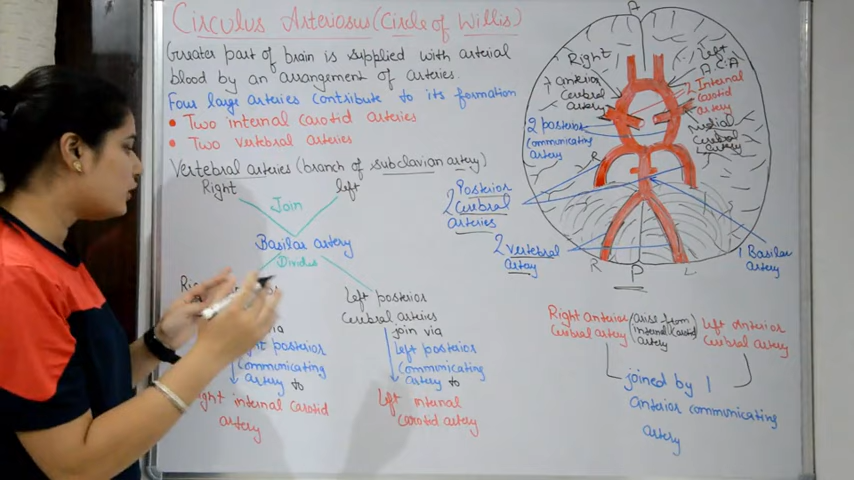 Circulus Arteriosus (Circle of Willis)
Greater part of brain is supplied with arterial
blood by an arrangement of arteries.
Four large arteries contribute to its formation
• Two internal carotid arteries
• Two vertebral arteries
Vertebral arteries (branch of subclavian artery)
Right left
Join
Basilar artery
Divides
Left posterior
Cerebral arteries
join via
Left posterior
Communicating
artery to
Left internal
carotid artery
via
posterior
Communicating
artery to
internal carotid
artery
A
Right
anterior
Cerebral
artery
left
A C A
2 Internal
carotid
artery
medial
cerebral
artery
2 posterior
communicating
artery
R
L
2 Posterior
Cerebral
arteries
2 Vertebral
artery
R P L
1 Basilar
artery
Right anterior
Cerebral artery
(arise from
internal carotid
artery)
Left anterior
cerebral artery
joined by 1
anterior communicating
artery